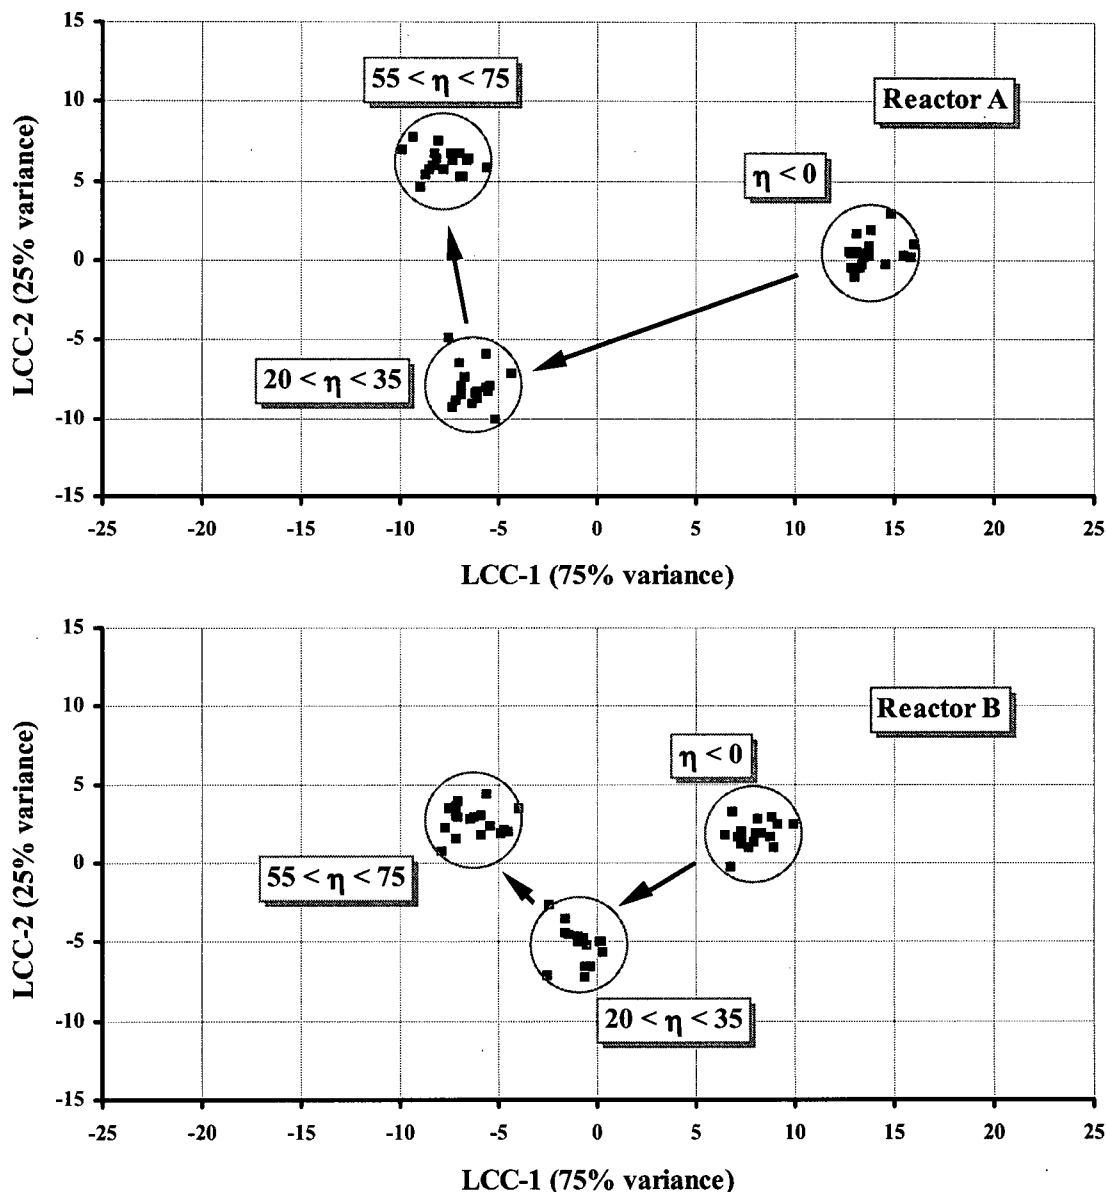 15
10
5
0
-5
-10
-15
LCC-2 (25% variance)
55 < η < 75
Reactor A
η < 0
20 < η < 35
-25 -20 -15 -10 -5 0 5 10 15 20 25
LCC-1 (75% variance)
15
10
5
0
-5
-10
-15
LCC-2 (25% variance)
Reactor B
η < 0
55 < η < 75
20 < η < 35
-25 -20 -15 -10 -5 0 5 10 15 20 25
LCC-1 (75% variance)